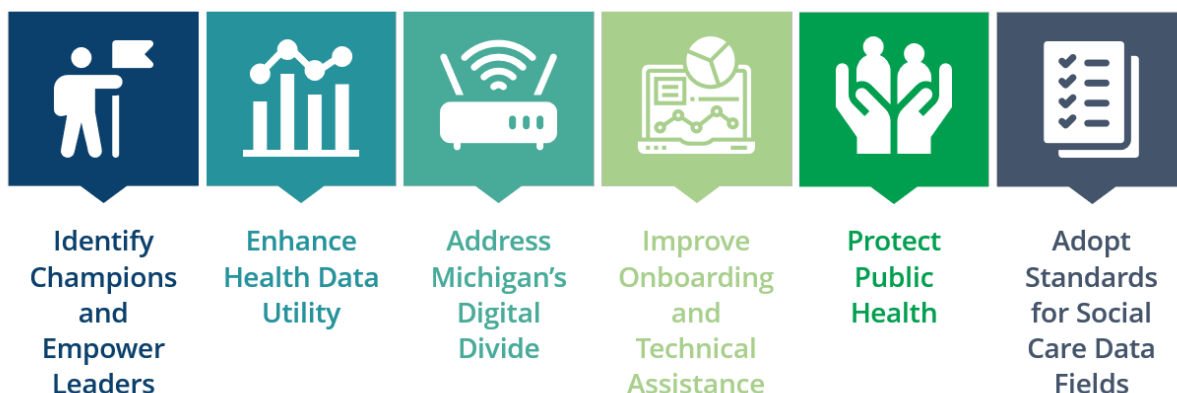 Identify
Champions
and
Empower
Leaders
Enhance
Health Data
Utility
Address
Michigan's
Digital
Divide
Improve
Onboarding
and
Technical
Assistance
Protect
Public
Health
Adopt
Standards
for Social
Care Data
Fields